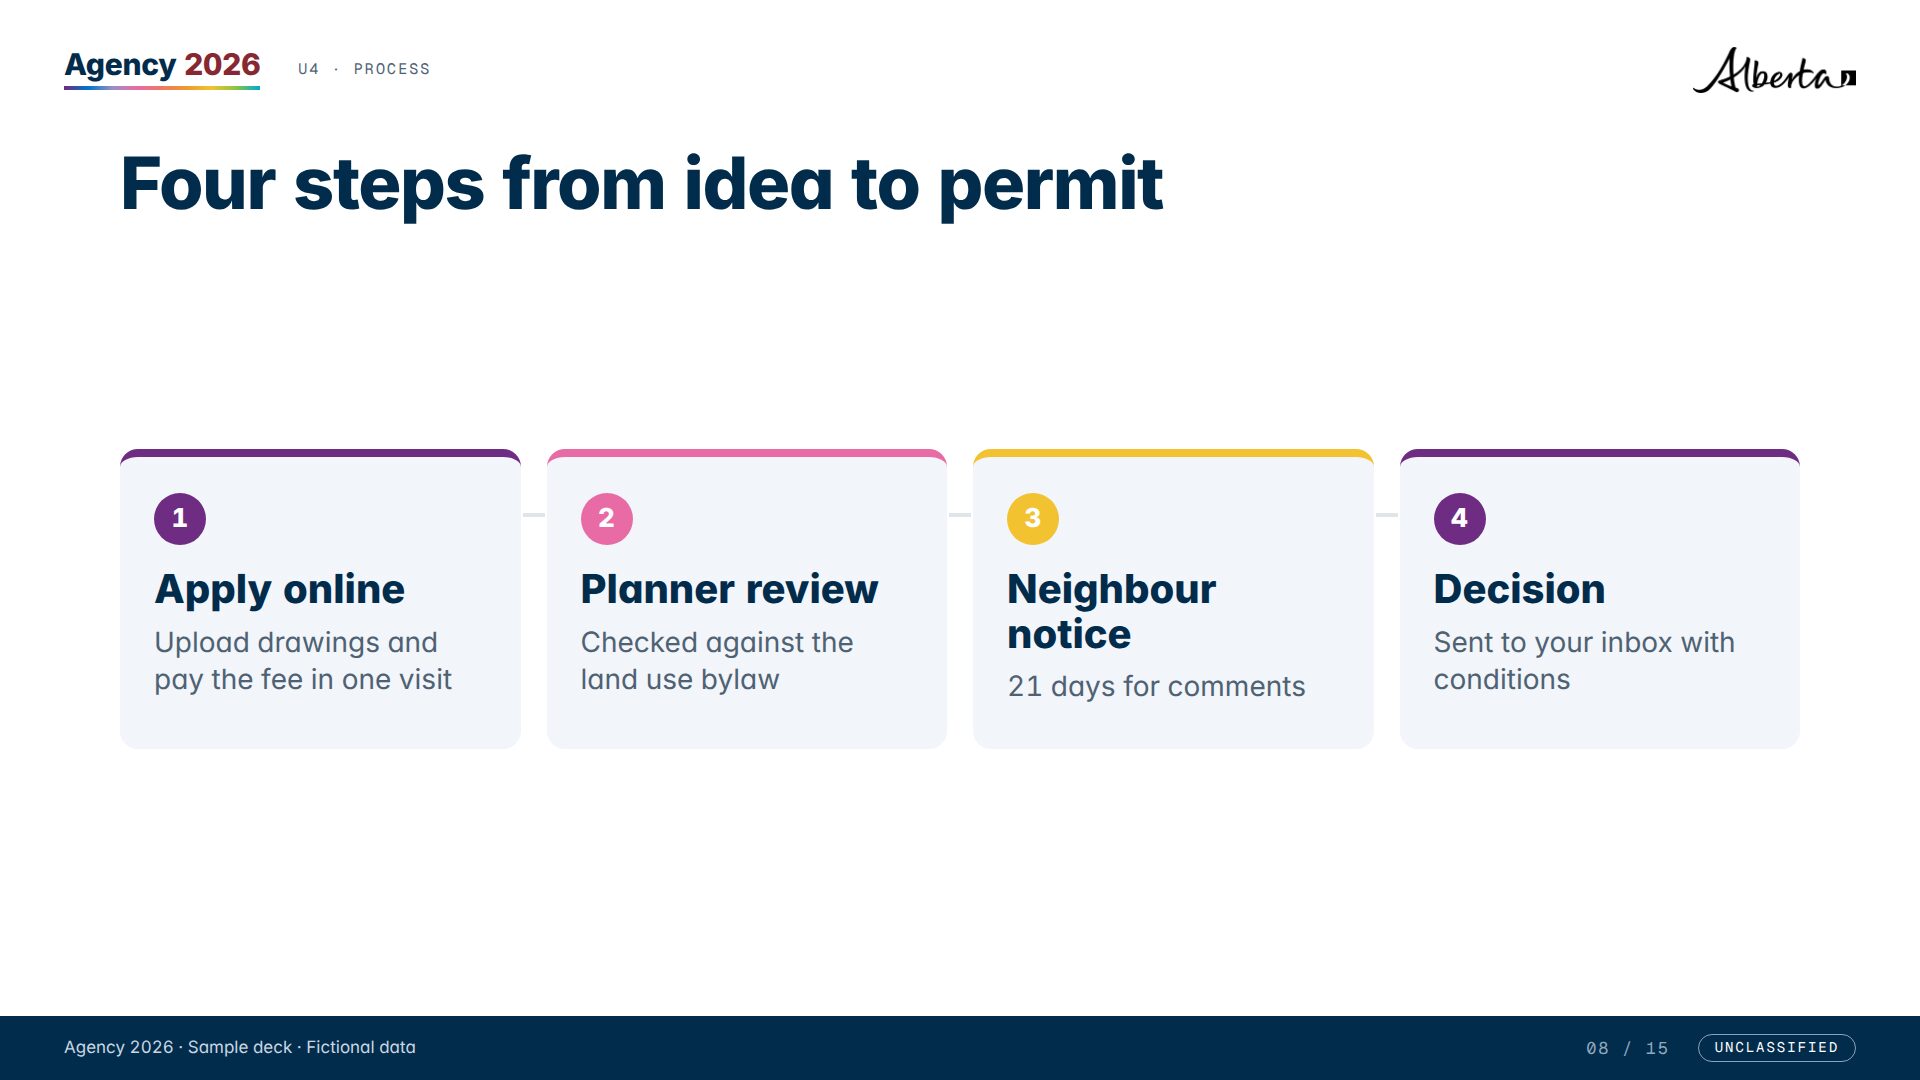 Agency 2026
U4 · PROCESS
Alberta
Four steps from idea to permit
1
Apply online
Upload drawings and
pay the fee in one visit
2
Planner review
Checked against the
land use bylaw
3
Neighbour
notice
21 days for comments
4
Decision
Sent to your inbox with
conditions
Agency 2026 · Sample deck · Fictional data
08 / 15
UNCLASSIFIED